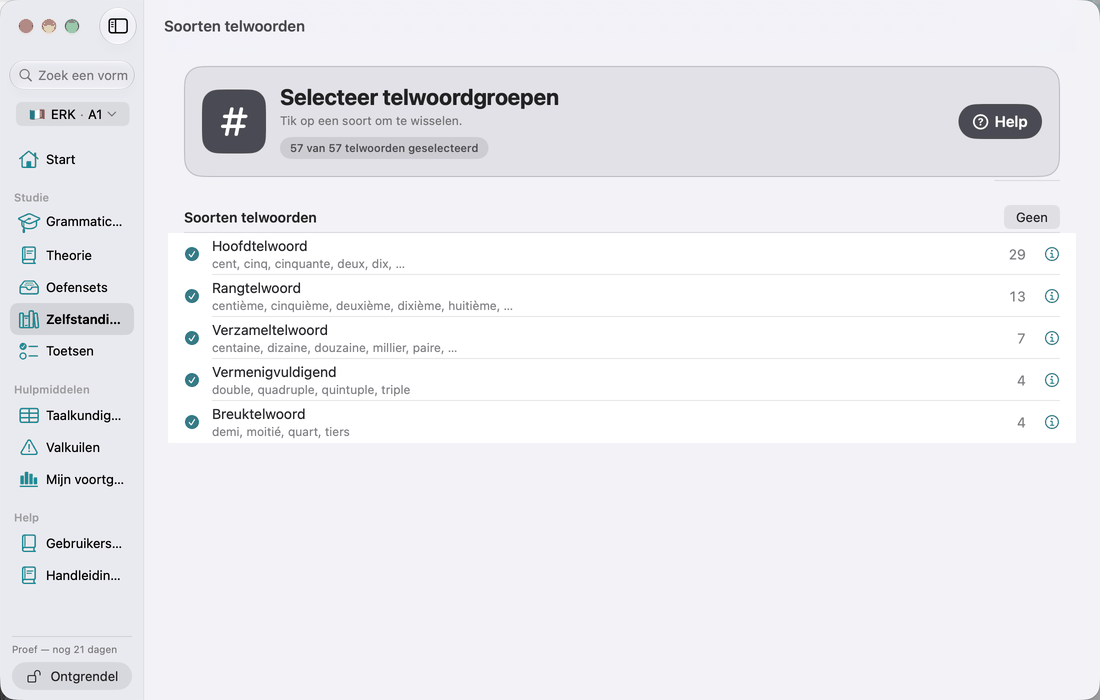 Soorten telwoorden
Zoek een vorm
ERK · A1
Start
Studie
Grammatic...
Theorie
Oefensets
Zelfstandi...
Toetsen
Hulpmiddelen
Taalkundig...
Valkuilen
Mijn voortg...
Help
Gebruikers...
Handleidin...
Proef — nog 21 dagen
Ontgrendel
#
Selecteer telwoordgroepen
Tik op een soort om te wisselen.
57 van 57 telwoorden geselecteerd
Help
Soorten telwoorden
Geen
Hoofdtelwoord
cent, cinq, cinquante, deux, dix, ...
29
Rangtelwoord
centième, cinquième, deuxième, dixième, huitième, ...
13
Verzameltelwoord
centaine, dizaine, douzaine, millier, paire, ...
7
Vermenigvuldigend
double, quadruple, quintuple, triple
4
Breuktelwoord
demi, moitié, quart, tiers
4